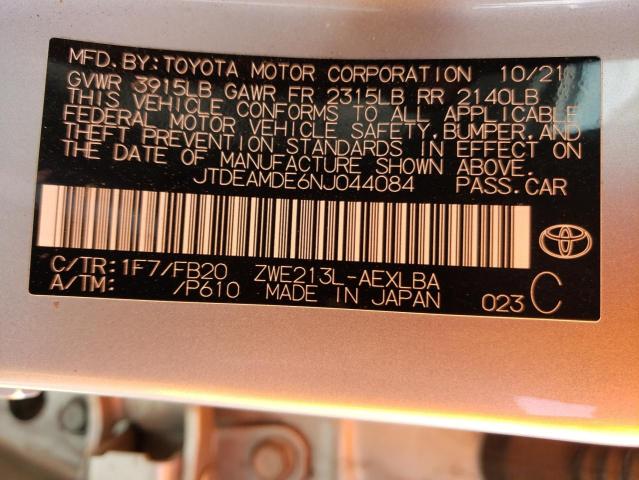 MFD. BY: TOYOTA MOTOR CORPORATION 10/21
GVWR 3915LB GAWR FR 2315LB RR 2140LB
THIS VEHICLE CONFORMS TO ALL APPLICABLE
FEDERAL MOTOR VEHICLE SAFETY, BUMPER, AND
THEFT PREVENTION STANDARDS IN EFFECT ON
THE DATE OF MANUFACTURE SHOWN ABOVE.
JTDEAMDE6NJ044084 PASS. CAR
C/TR: 1F7/FB20 ZWE213L-AEXLBA
A/TM: /P610 MADE IN JAPAN 023 C